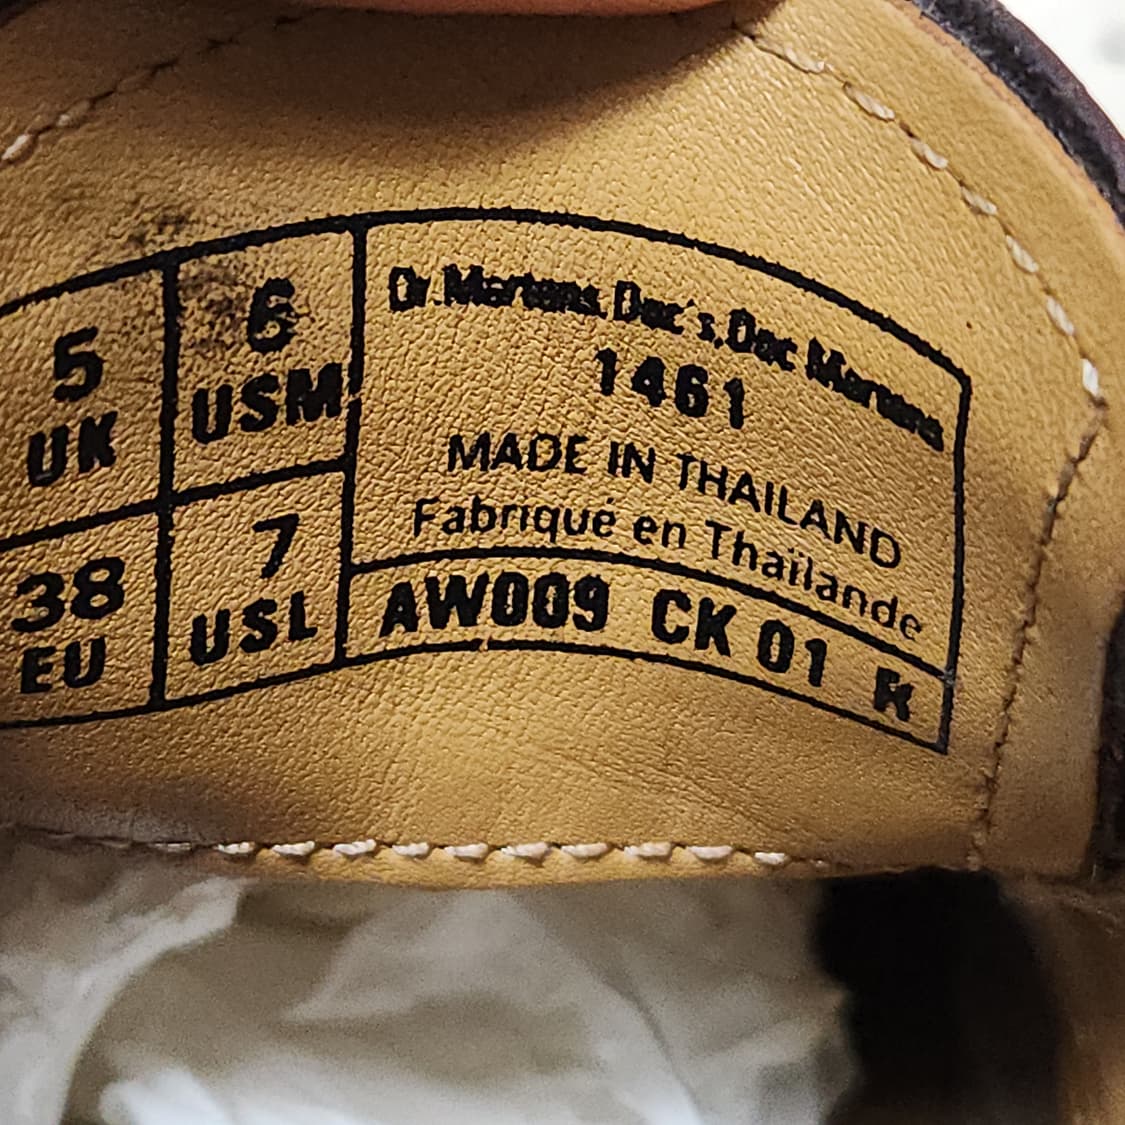 5
UK
6
USM
38
EU
7
USL
Dr.Martens,Doc's,Doc Martens
1461
MADE IN THAILAND
Fabriqué en Thaïlande
AW009 CK 01 R